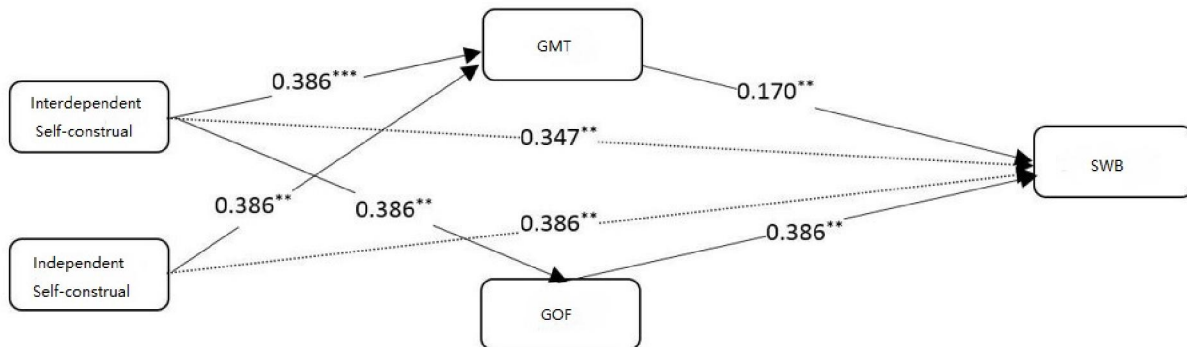 GMT
0.386***
0.170**
Interdependent
Self-construal
0.347**
SWB
0.386**
0.386**
0.386**
0.386**
Independent
Self-construal
GOF